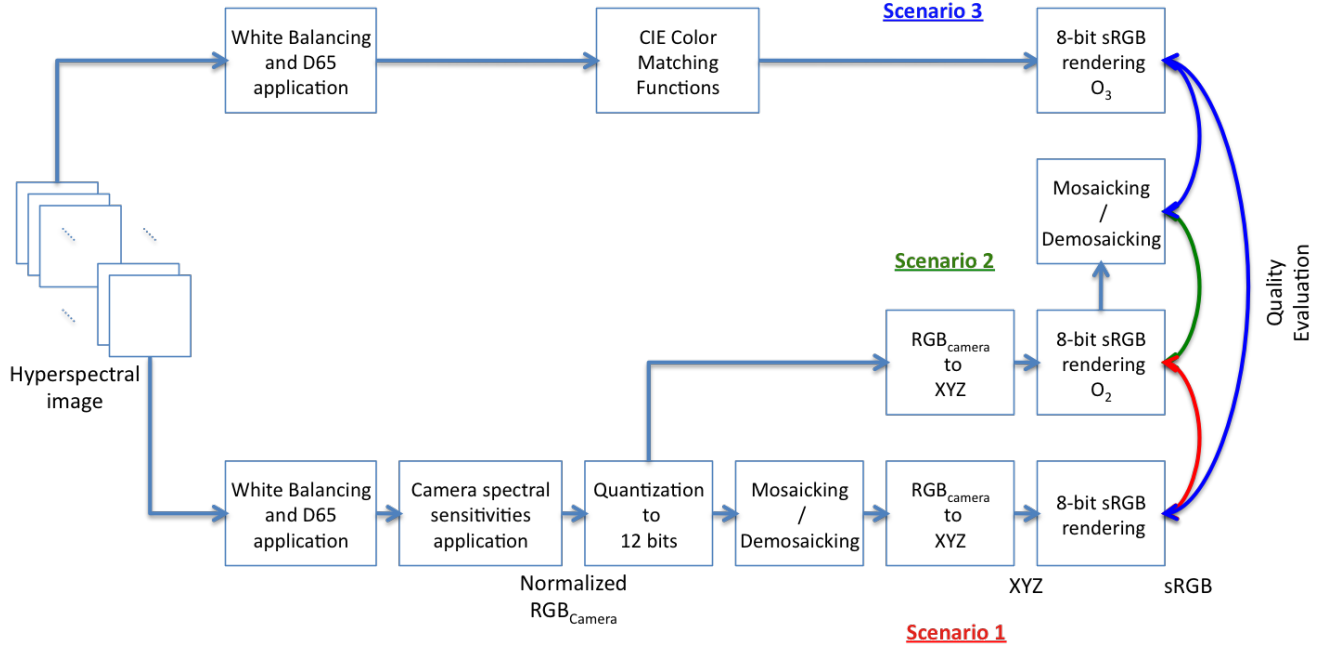 Scenario 3
White Balancing
and D65
application
CIE Color
Matching
Functions
8-bit sRGB
rendering
O3
Mosaicking
/
Demosaicking
Scenario 2
Quality
Evaluation
Hyperspectral
image
RGBcamera
to
XYZ
8-bit sRGB
rendering
O2
White Balancing
and D65
application
Camera spectral
sensitivities
application
Quantization
to
12 bits
Mosaicking
/
Demosaicking
RGBcamera
to
XYZ
8-bit sRGB
rendering
Normalized
RGBCamera
XYZ
sRGB
Scenario 1